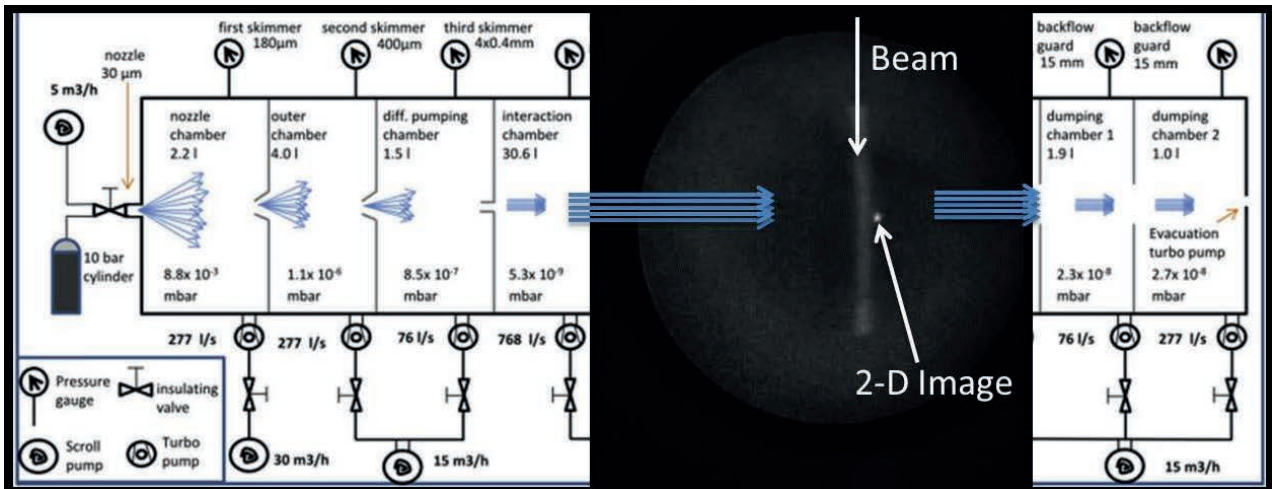 first skimmer
180µm
second skimmer
400µm
third skimmer
4x0.4mm
nozzle
30 µm
5 m3/h
nozzle
chamber
2.2 l
outer
chamber
4.0 l
diff. pumping
chamber
1.5 l
interaction
chamber
30.6 l
10 bar
cylinder
8.8x 10-3
mbar
1.1x 10-6
mbar
8.5x 10-7
mbar
5.3x 10-9
mbar
277 l/s
277 l/s
76 l/s
768 l/s
Pressure
gauge
insulating
valve
Scroll
pump
Turbo
pump
30 m3/h
15 m3/h
Beam
2-D Image
backflow
guard
15 mm
backflow
guard
15 mm
dumping
chamber 1
1.9 l
dumping
chamber 2
1.0 l
Evacuation
turbo pump
2.3x 10-8
mbar
2.7x 10-8
mbar
76 l/s
277 l/s
15 m3/h